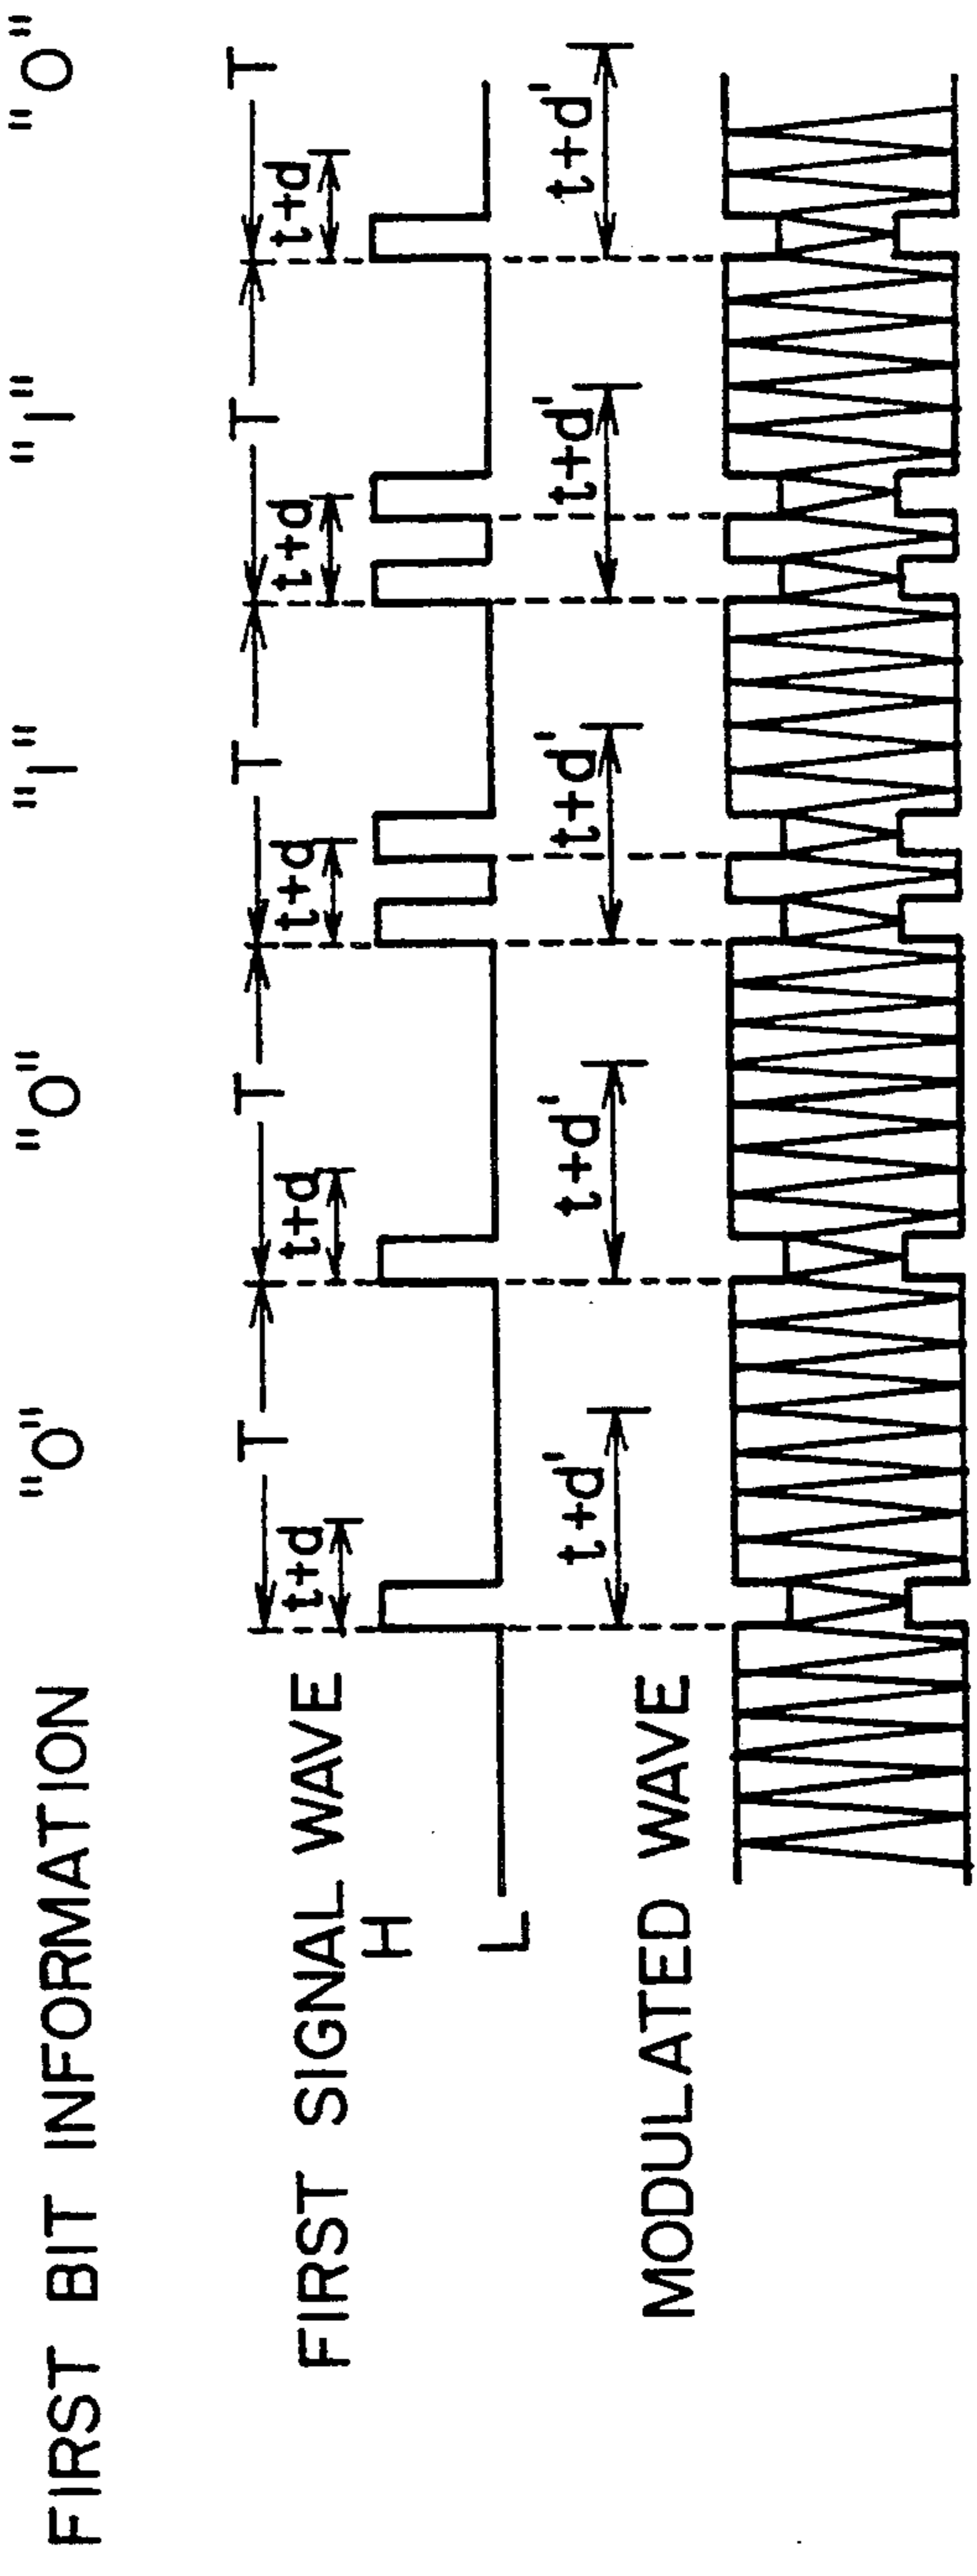 FIRST BIT INFORMATION "0" "0" "1" "1" "0"
T T T T T
FIRST SIGNAL WAVE t+d t+d t+d t+d t+d
H
L
t+d' t+d' t+d' t+d' t+d'
MODULATED WAVE